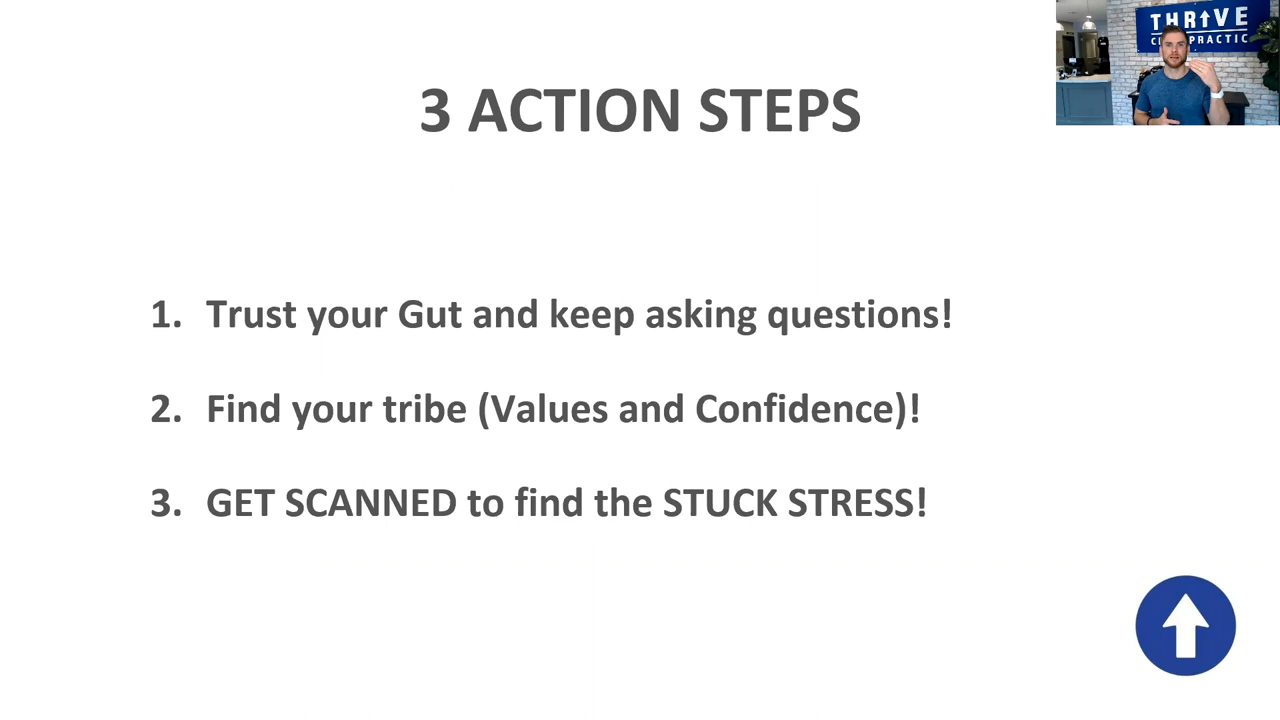 THRIVE
CHIROPRACTIC
3 ACTION STEPS
1. Trust your Gut and keep asking questions!
2. Find your tribe (Values and Confidence)!
3. GET SCANNED to find the STUCK STRESS!